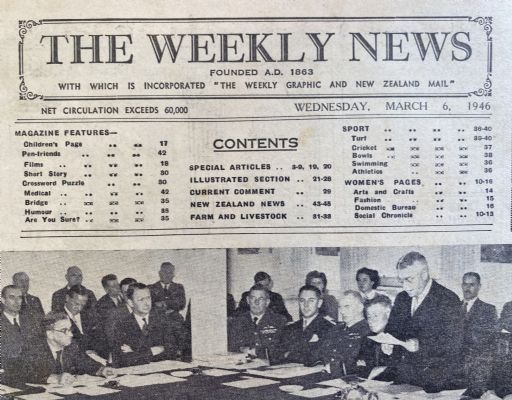 THE WEEKLY NEWS
FOUNDED A.D. 1863
WITH WHICH IS INCORPORATED "THE WEEKLY GRAPHIC AND NEW ZEALAND MAIL"
NET CIRCULATION EXCEEDS 60,000
WEDNESDAY, MARCH 6, 1946
MAGAZINE FEATURES—
Children's Page .. .. 17
Pen-friends .. .. 42
Films .. .. .. 18
Short Story .. .. 50
Crossword Puzzle .. 50
Medical .. .. .. 42
Bridge .. .. .. 35
Humour .. .. .. 55
Are You Sure? .. .. 35
CONTENTS
SPECIAL ARTICLES .. 3-9, 19, 20
ILLUSTRATED SECTION .. 21-28
CURRENT COMMENT .. 29
NEW ZEALAND NEWS .. 43-48
FARM AND LIVESTOCK .. 51-53
SPORT .. .. .. 36-40
Turf .. .. .. 39-40
Cricket .. .. .. 37
Bowls .. .. .. 38
Swimming .. .. 36
Athletics .. .. 36
WOMEN'S PAGES .. 10-16
Arts and Crafts .. 14
Fashion .. .. 15
Domestic Bureau .. 16
Social Chronicle .. 10-13